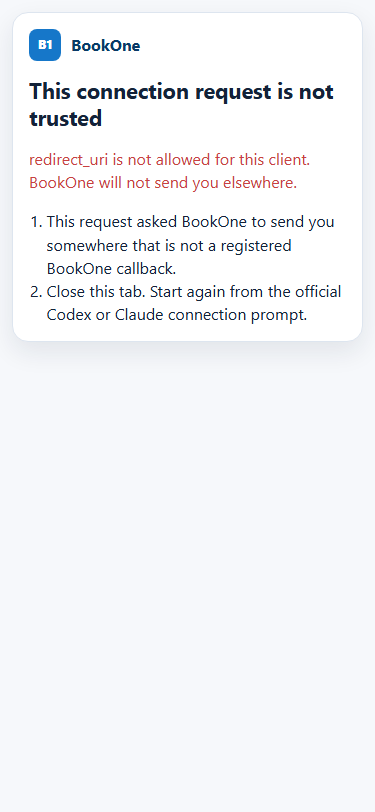 B1 BookOne
This connection request is not
trusted
redirect_uri is not allowed for this client.
BookOne will not send you elsewhere.
1. This request asked BookOne to send you
somewhere that is not a registered
BookOne callback.
2. Close this tab. Start again from the official
Codex or Claude connection prompt.